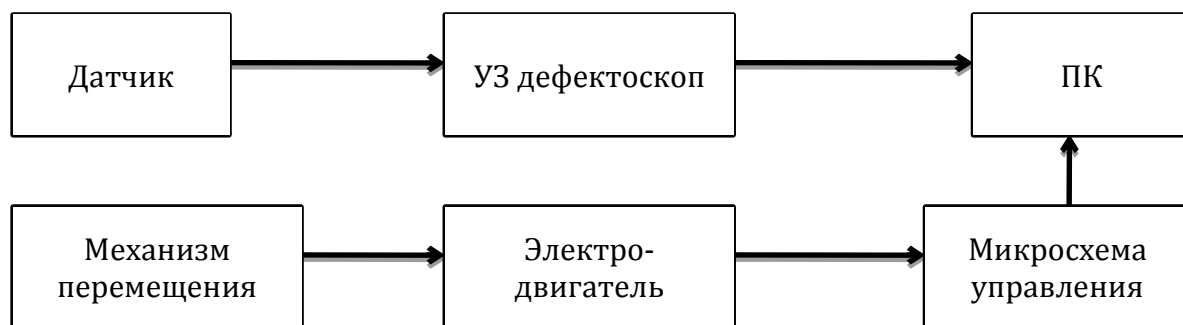 Датчик
УЗ дефектоскоп
ПК
Механизм
перемещения
Электро-
двигатель
Микросхема
управления